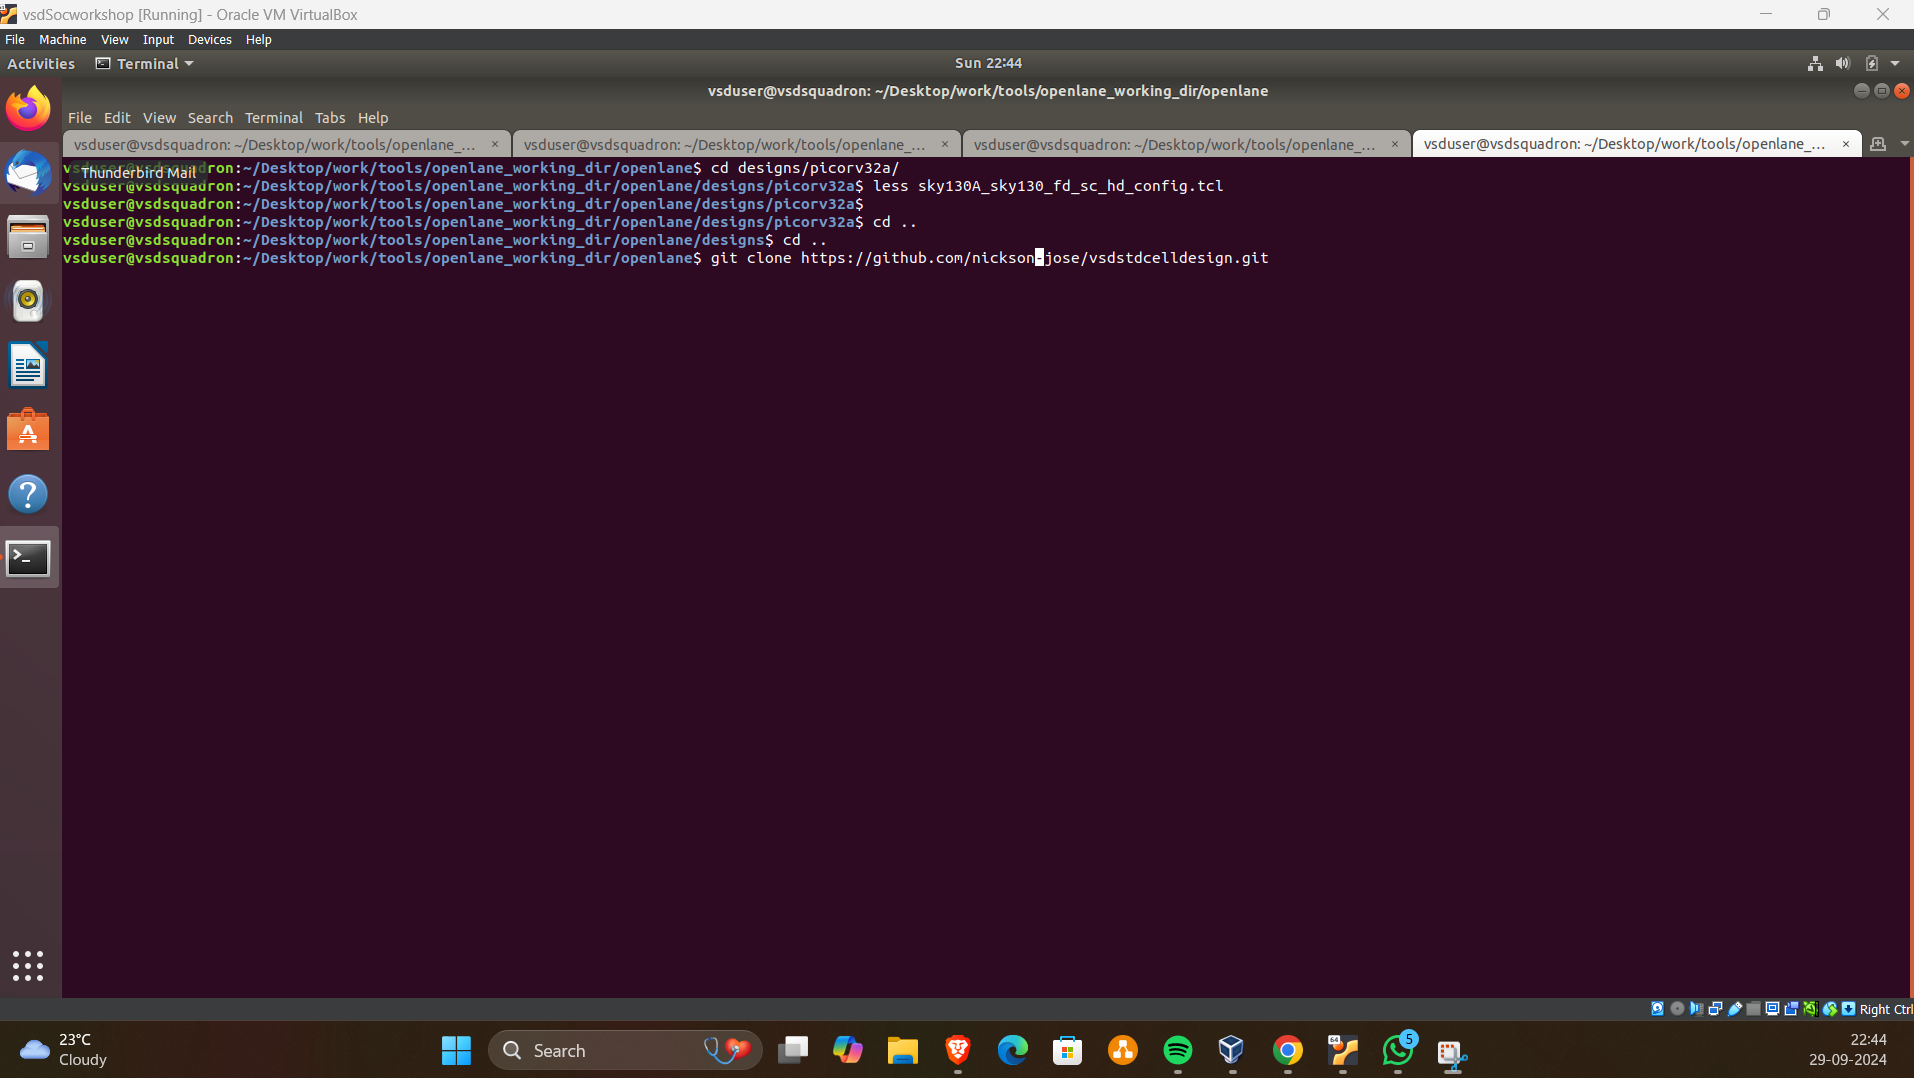 vsdSocworkshop [Running] - Oracle VM VirtualBox
File Machine View Input Devices Help
Activities Terminal Sun 22:44
vsduser@vsdsquadron: ~/Desktop/work/tools/openlane_working_dir/openlane
File Edit View Search Terminal Tabs Help
vsduser@vsdsquadron: ~/Desktop/work/tools/openlane_... × vsduser@vsdsquadron: ~/Desktop/work/tools/openlane_... × vsduser@vsdsquadron: ~/Desktop/work/tools/openlane_... × vsduser@vsdsquadron: ~/Desktop/work/tools/openlane_... ×
vsduser@vsdsquadron:~/Desktop/work/tools/openlane_working_dir/openlane$ cd designs/picorv32a/
Thunderbird Mail
vsduser@vsdsquadron:~/Desktop/work/tools/openlane_working_dir/openlane/designs/picorv32a$ less sky130A_sky130_fd_sc_hd_config.tcl
vsduser@vsdsquadron:~/Desktop/work/tools/openlane_working_dir/openlane/designs/picorv32a$
vsduser@vsdsquadron:~/Desktop/work/tools/openlane_working_dir/openlane/designs/picorv32a$ cd ..
vsduser@vsdsquadron:~/Desktop/work/tools/openlane_working_dir/openlane/designs$ cd ..
vsduser@vsdsquadron:~/Desktop/work/tools/openlane_working_dir/openlane$ git clone https://github.com/nickson-jose/vsdstdcelldesign.git
Right Ctrl
23°C
Cloudy
Search
64
5
22:44
29-09-2024